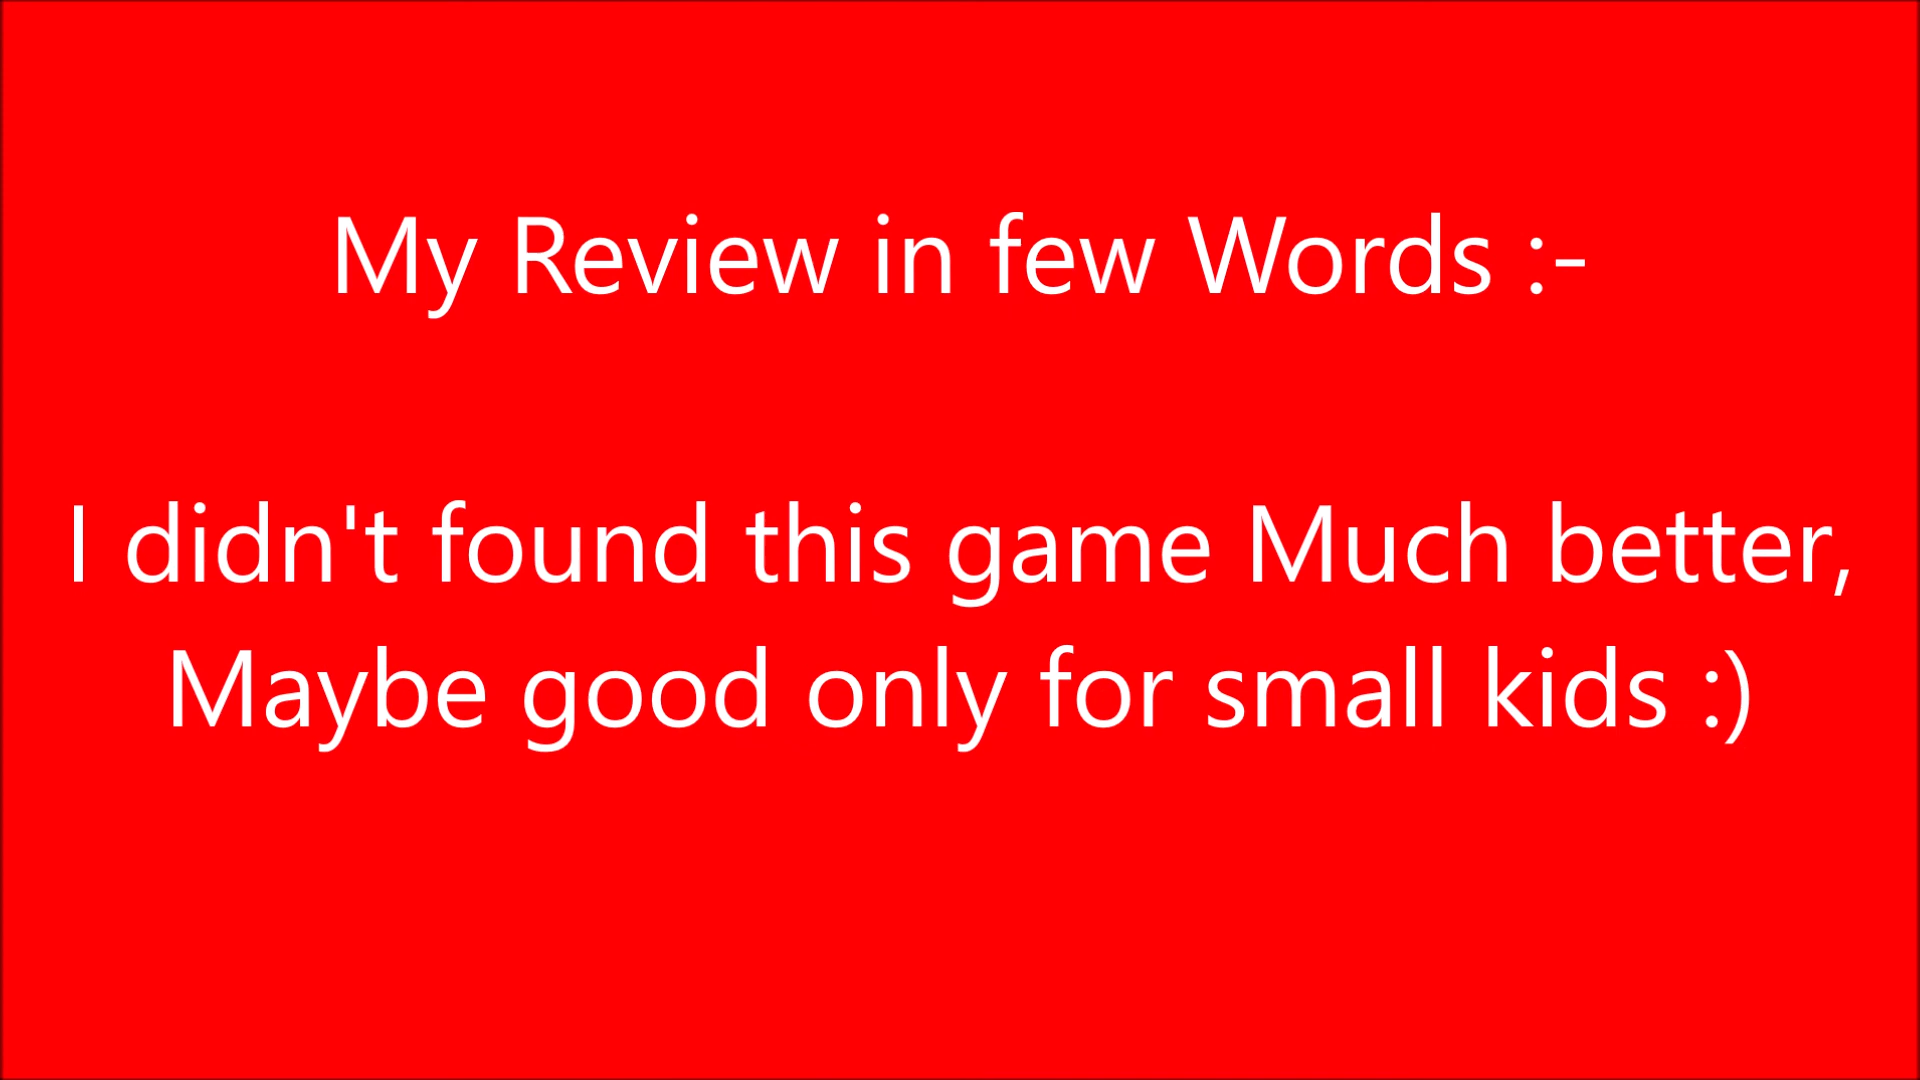 My Review in few Words :-
I didn't found this game Much better,
Maybe good only for small kids :)